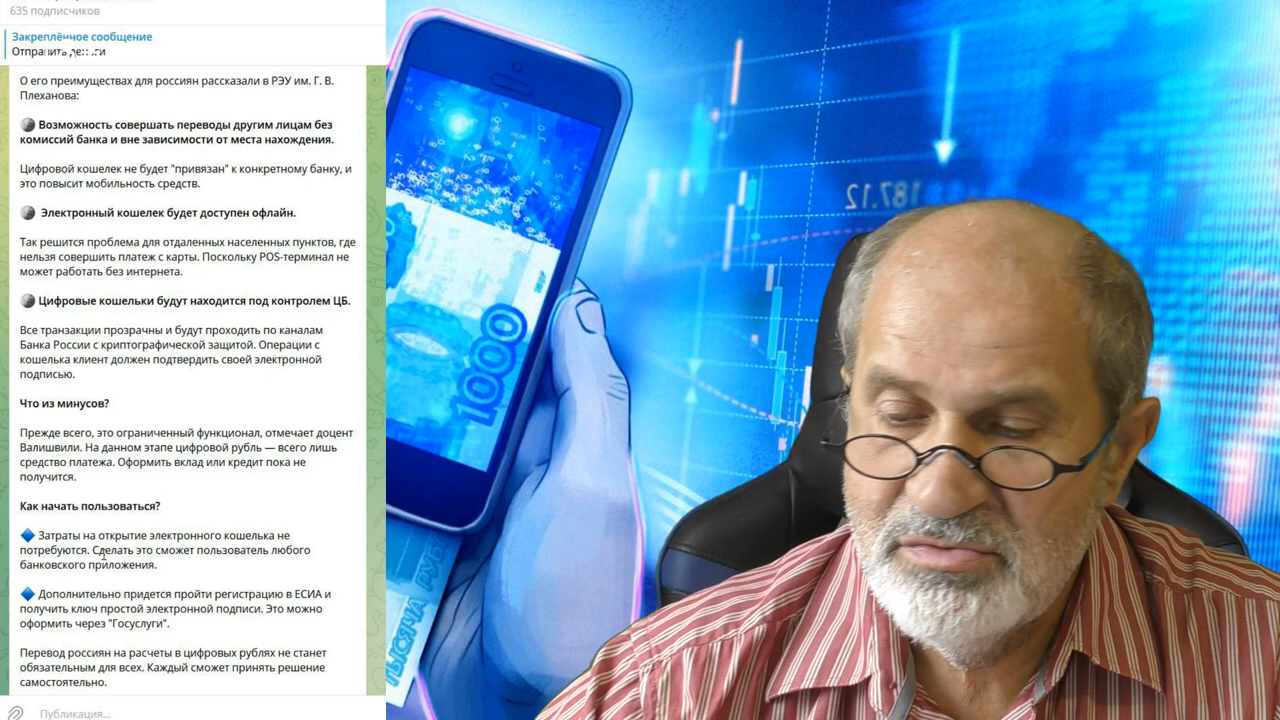 635 подписчиков
Закреплённое сообщение
О его преимуществах для россиян рассказали в РЭУ им. Г. В.
Плеханова:
Возможность совершать переводы другим лицам без
комиссий банка и вне зависимости от места нахождения.
Цифровой кошелек не будет "привязан" к конкретному банку, и
это повысит мобильность средств.
Электронный кошелек будет доступен офлайн.
Так решится проблема для отдаленных населенных пунктов, где
нельзя совершить платеж с карты. Поскольку POS-терминал не
может работать без интернета.
Цифровые кошельки будут находится под контролем ЦБ.
Все транзакции прозрачны и будут проходить по каналам
Банка России с криптографической защитой. Операции с
кошелька клиент должен подтвердить своей электронной
подписью.
Что из минусов?
Прежде всего, это ограниченный функционал, отмечает доцент
Валишвили. На данном этапе цифровой рубль — всего лишь
средство платежа. Оформить вклад или кредит пока не
получится.
Как начать пользоваться?
Затраты на открытие электронного кошелька не
потребуются. Сделать это сможет пользователь любого
банковского приложения.
Дополнительно придется пройти регистрацию в ЕСИА и
получить ключ простой электронной подписи. Это можно
оформить через "Госуслуги".
Перевод россиян на расчеты в цифровых рублях не станет
обязательным для всех. Каждый сможет принять решение
самостоятельно.
Публикация...
1000
187.12
ТЫСЯЧА РУБ